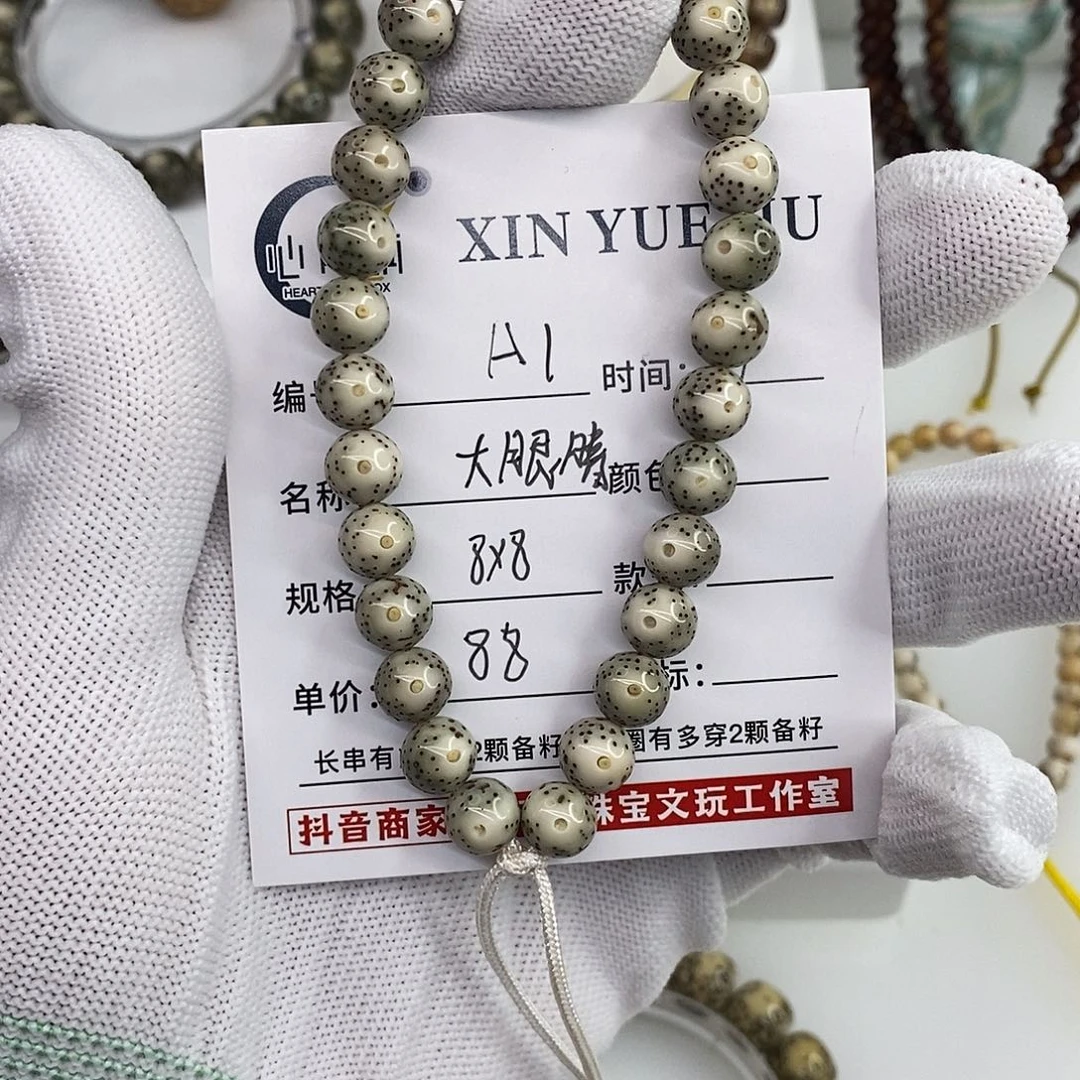 XIN YUE
HEART
编 A1 时间:
名称 大眼睛 颜色
规格 8x8 款
单价: 88 标:
长串有 2颗备籽 圈有多穿2颗备籽
抖音商家 珠宝文玩工作室